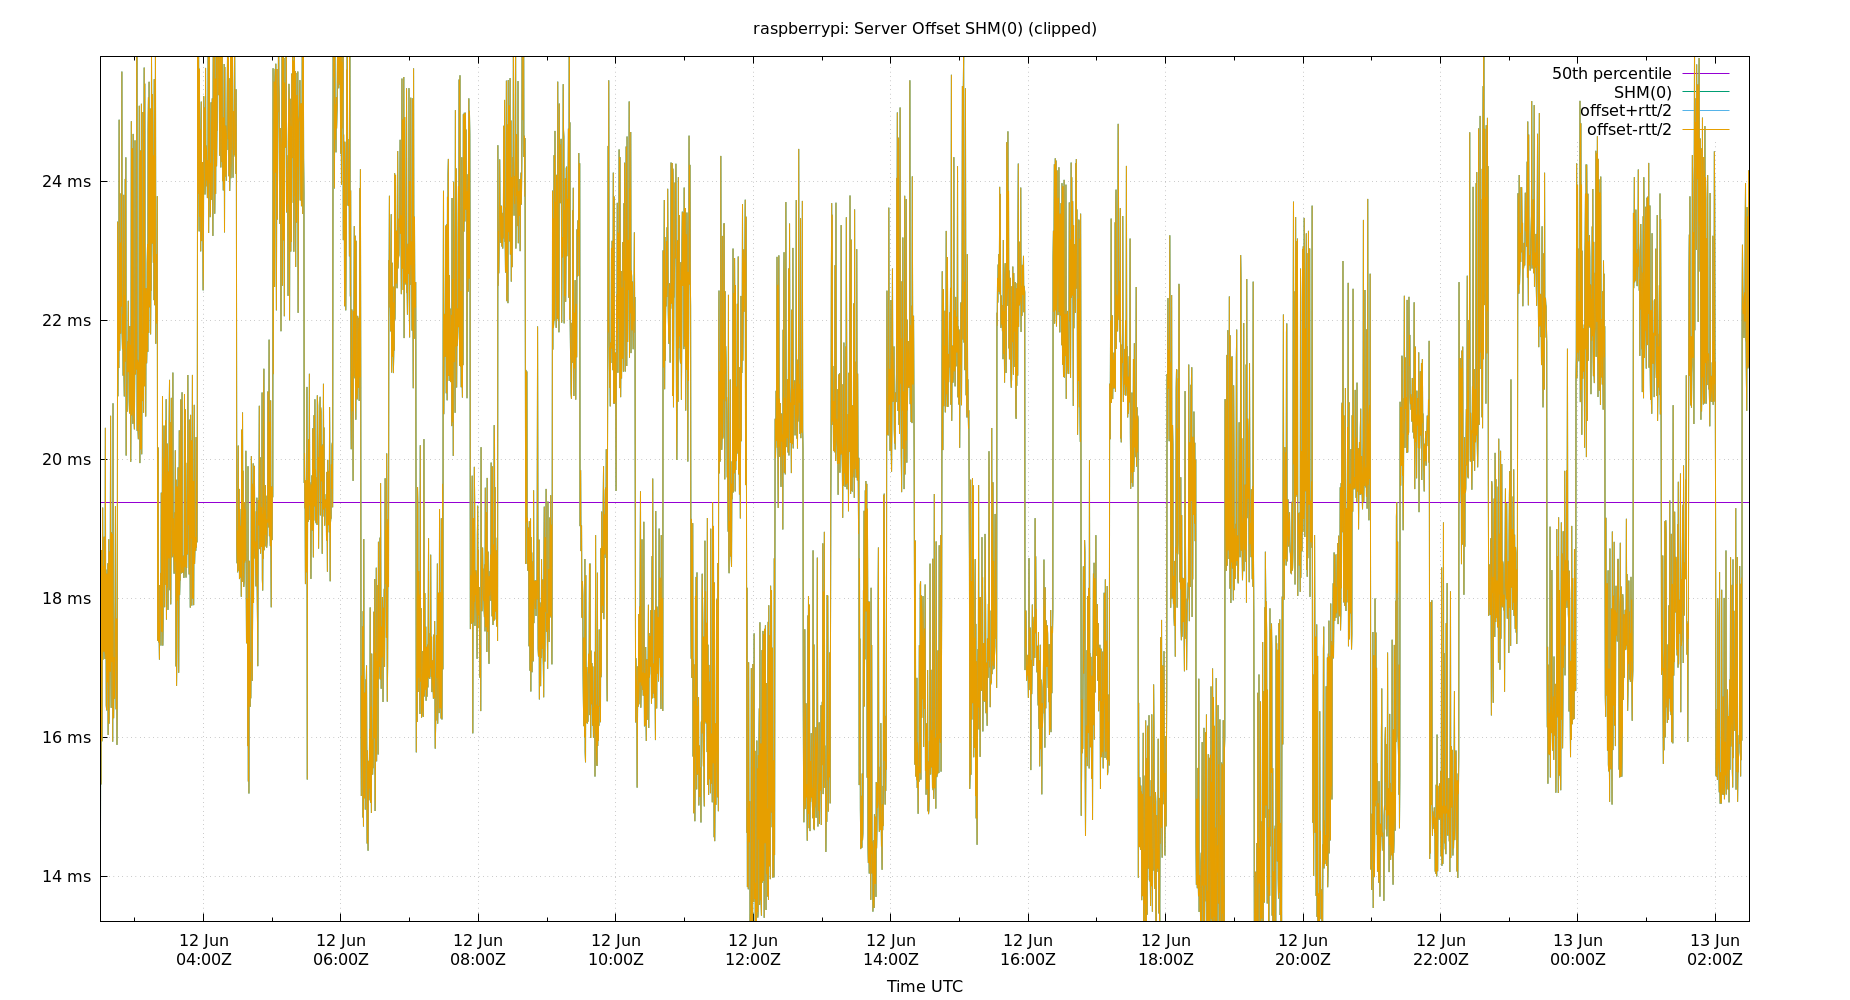 raspberrypi: Server Offset SHM(0) (clipped)
50th percentile
SHM(0)
offset+rtt/2
offset-rtt/2
24 ms
22 ms
20 ms
18 ms
16 ms
14 ms
12 Jun 12 Jun 12 Jun 12 Jun 12 Jun 12 Jun 12 Jun 12 Jun 12 Jun 12 Jun 13 Jun 13 Jun
04:00Z 06:00Z 08:00Z 10:00Z 12:00Z 14:00Z 16:00Z 18:00Z 20:00Z 22:00Z 00:00Z 02:00Z
Time UTC